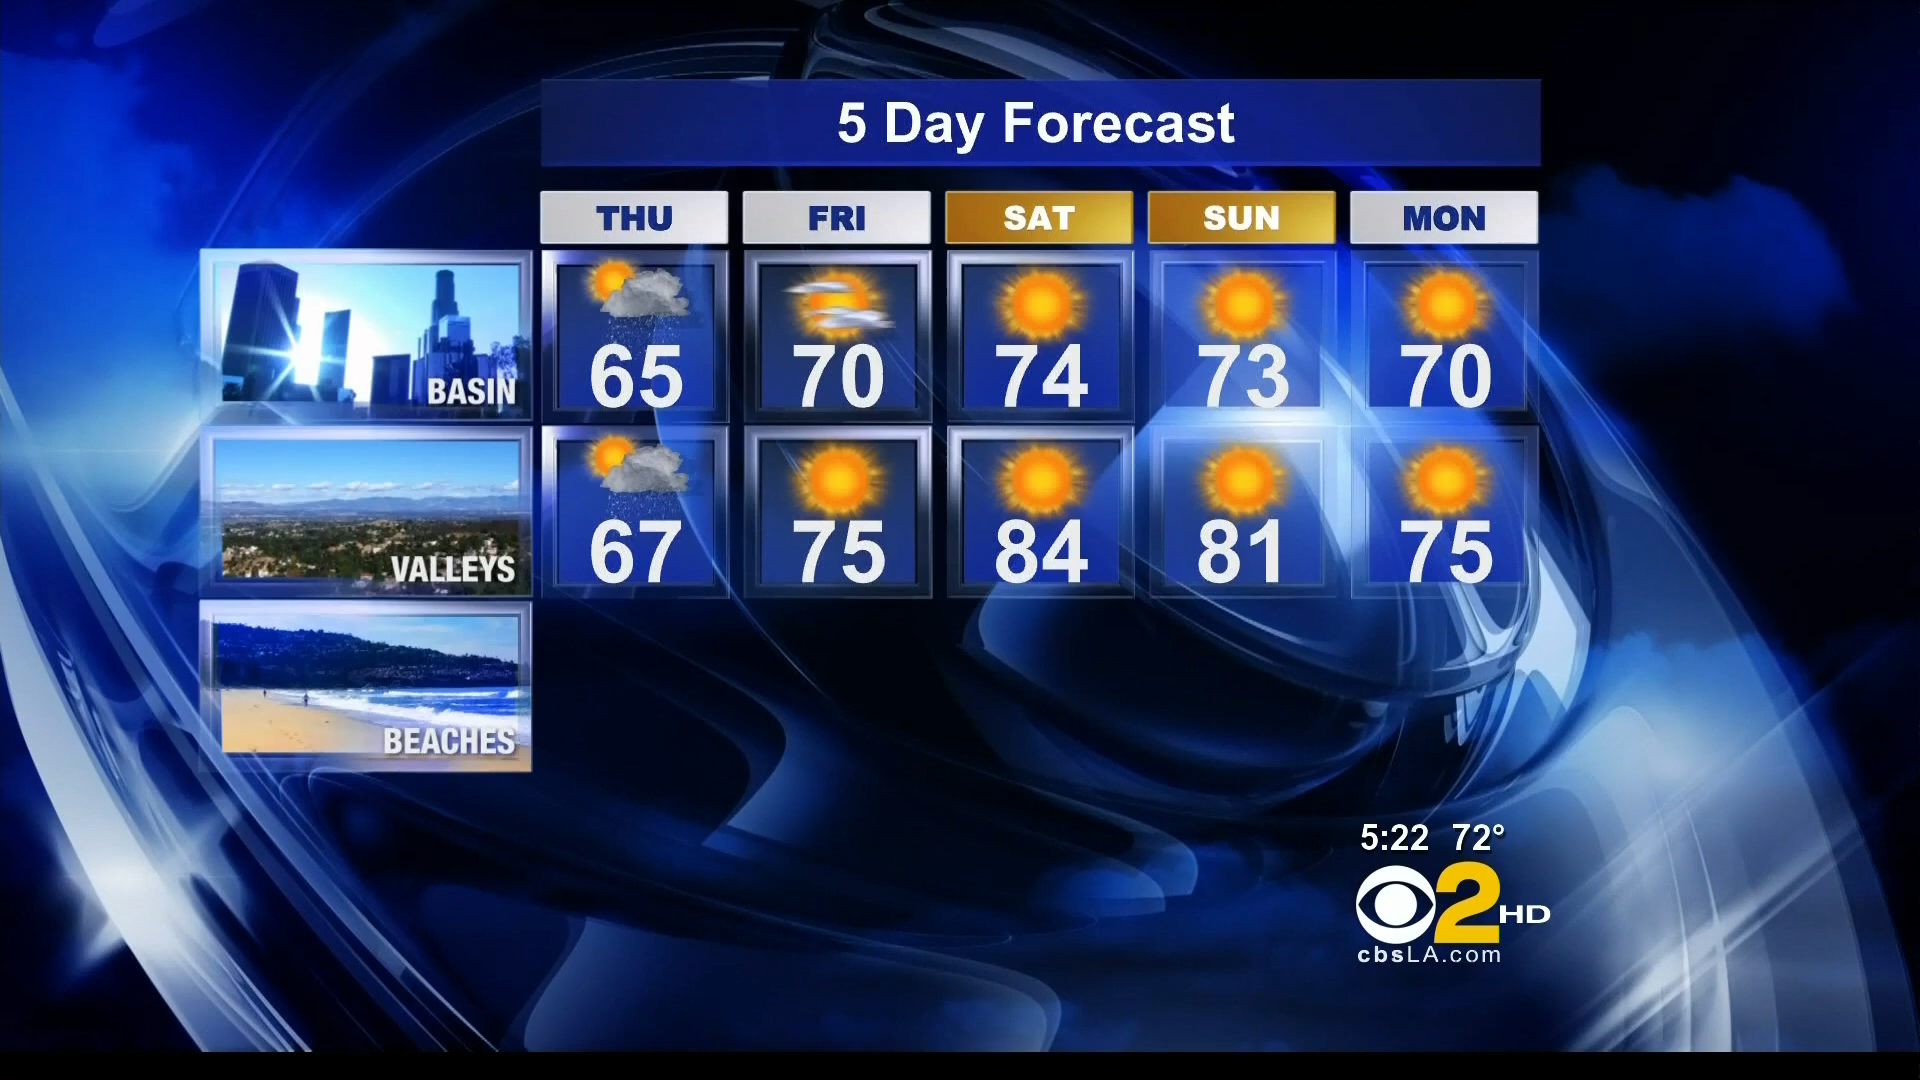 5 Day Forecast
THU FRI SAT SUN MON
BASIN 65 70 74 73 70
VALLEYS 67 75 84 81 75
BEACHES
5:22 72°
2 HD
cbsLA.com